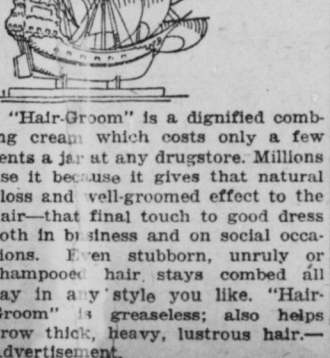 "Hair-Groom" is a dignified comb-
ng cream which costs only a few
ents a jar at any drugstore. Millions
se it because it gives that natural
loss and well-groomed effect to the
air—that final touch to good dress
oth in business and on social occa-
ions. Even stubborn, unruly or
hampooed hair stays combed all
ay in any style you like. "Hair-
Groom" is greaseless; also helps
row thick, heavy, lustrous hair.—
Advertisement.